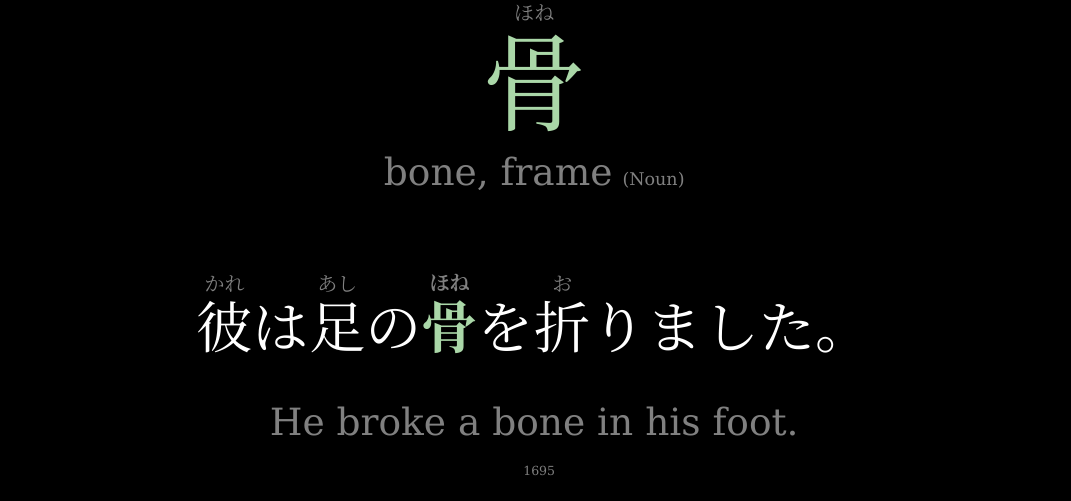 ほね
骨
bone, frame (Noun)
かれ あし ほね お
彼は足の骨を折りました。
He broke a bone in his foot.
1695